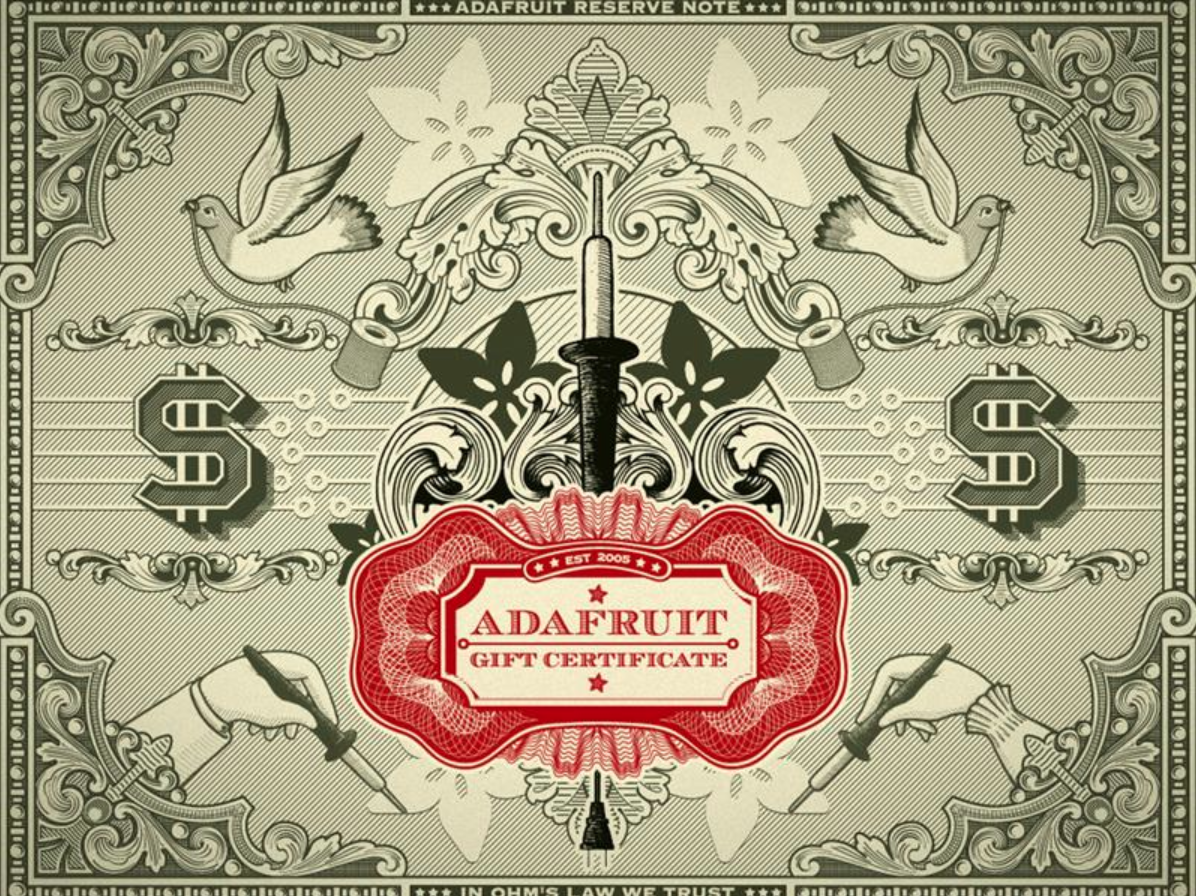 ★★★ADAFRUIT RESERVE NOTE★★★
A
$ $
★★ EST 2005 ★★
★
ADAFRUIT
GIFT CERTIFICATE
★
★★★ IN OHM'S LAW WE TRUST ★★★